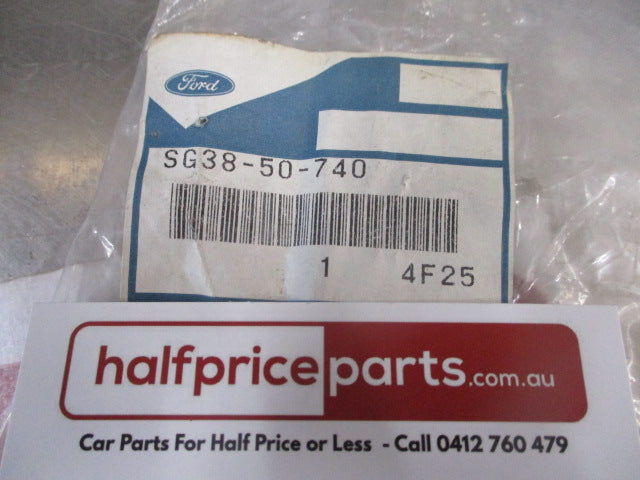 Ford
SG38-50-740
1 4F25
halfpriceparts.com.au
Car Parts For Half Price or Less - Call 0412 760 479